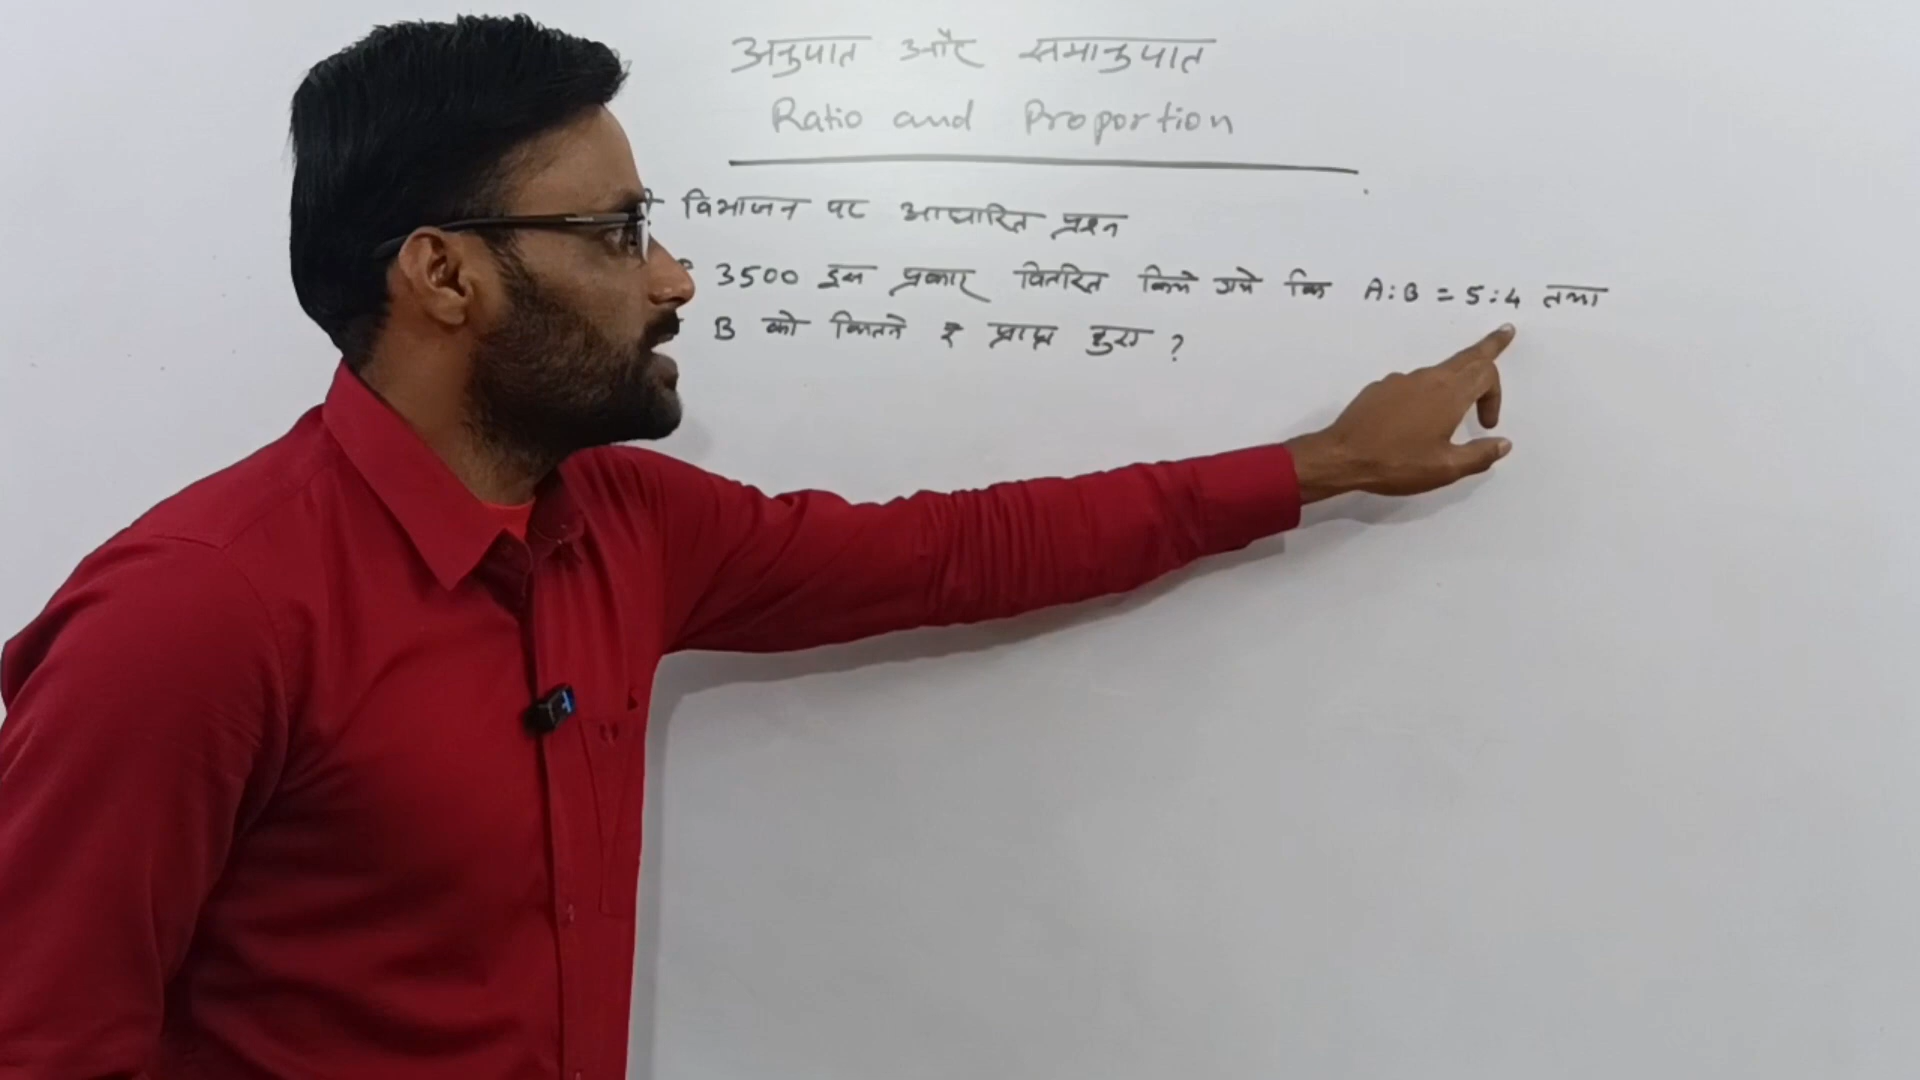 अनुपात और समानुपात
Ratio and Proportion
विभाजन पर आधारित प्रश्न
3500 इस प्रकार वितरित किये गये कि A:B = 5:4 तथा
B को कितने ₹ प्राप्त हुए ?